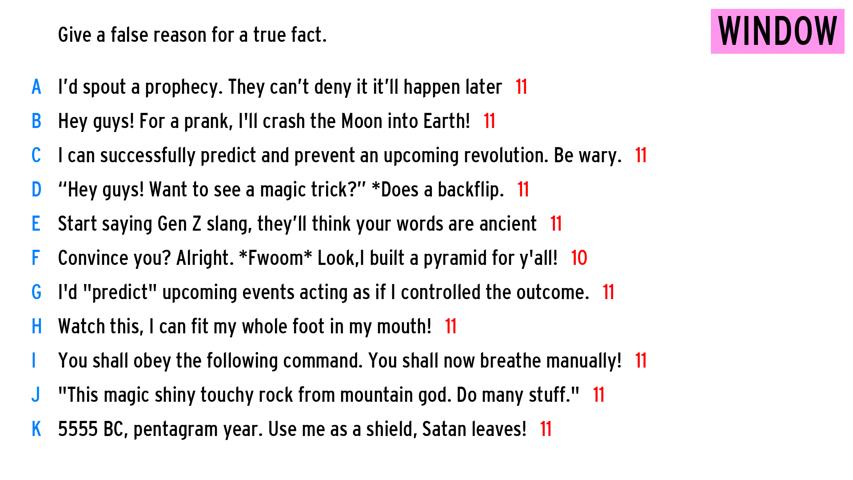 Give a false reason for a true fact.
WINDOW
A I'd spout a prophecy. They can't deny it it'll happen later 11
B Hey guys! For a prank, I'll crash the Moon into Earth! 11
C I can successfully predict and prevent an upcoming revolution. Be wary. 11
D “Hey guys! Want to see a magic trick?” *Does a backflip. 11
E Start saying Gen Z slang, they’ll think your words are ancient 11
F Convince you? Alright. *Fwoom* Look,I built a pyramid for y'all! 10
G I'd "predict" upcoming events acting as if I controlled the outcome. 11
H Watch this, I can fit my whole foot in my mouth! 11
I You shall obey the following command. You shall now breathe manually! 11
J "This magic shiny touchy rock from mountain god. Do many stuff." 11
K 5555 BC, pentagram year. Use me as a shield, Satan leaves! 11